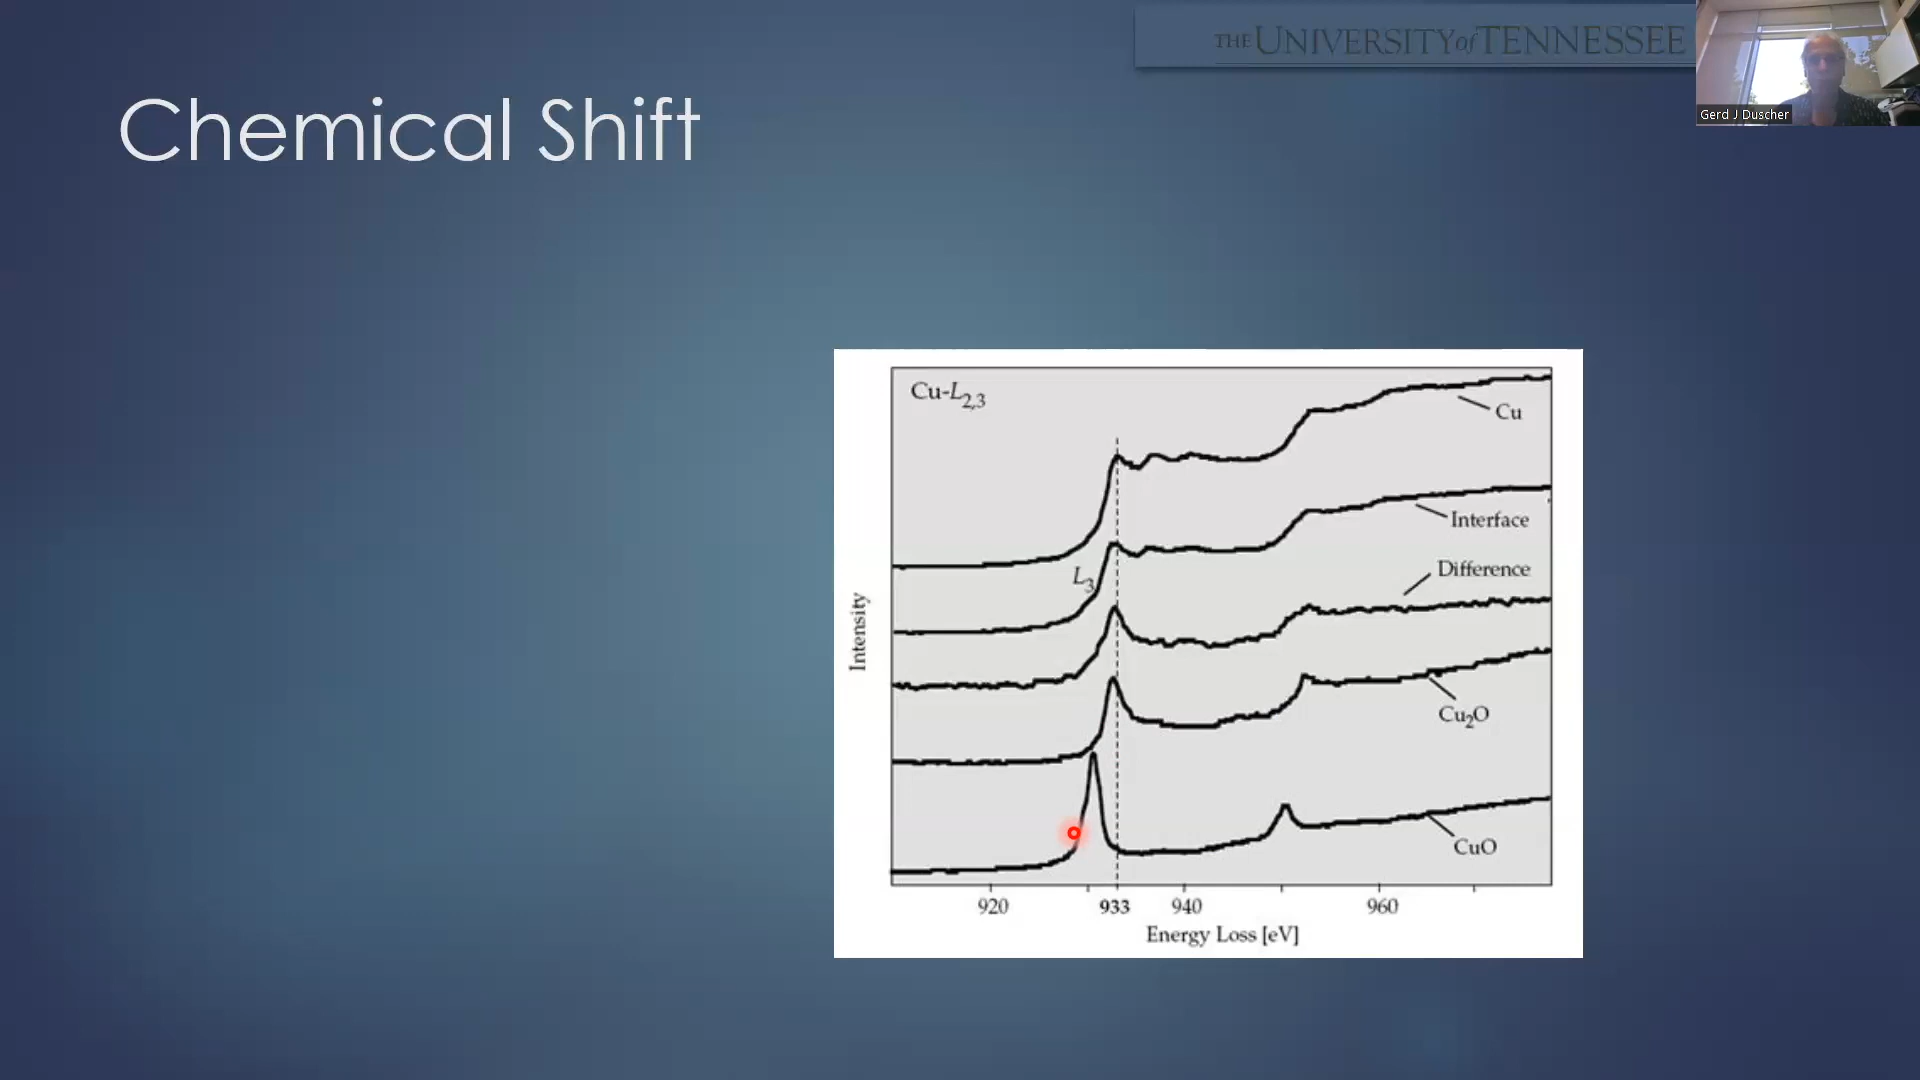 THE UNIVERSITY of TENNESSEE
Gerd J Duscher
Chemical Shift
Cu-L2,3
Cu
Interface
Difference
L3
Cu2O
CuO
Intensity
920 933 940 960
Energy Loss [eV]